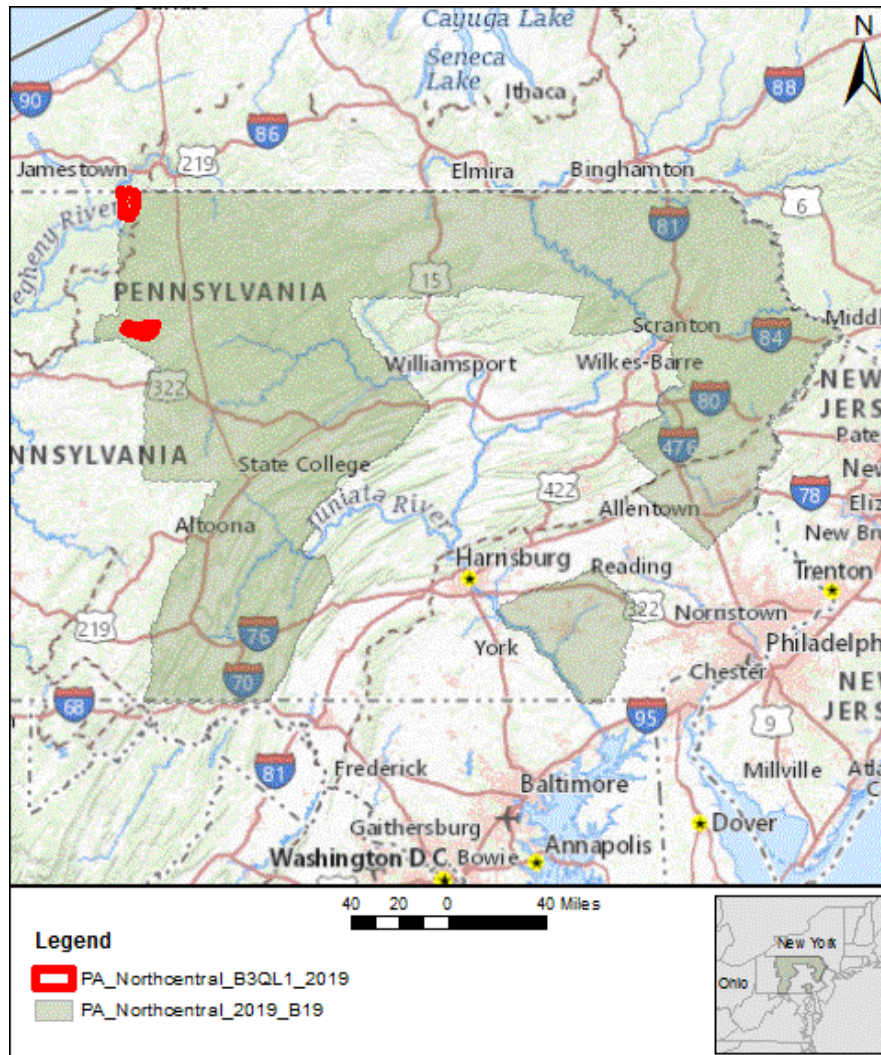 Cayuga Lake
Seneca
Lake
Ithaca
N
90
88
86
Jamestown
219
Elmira
Binghamton
6
81
River
15
PENNSYLVANIA
Scranton
84
Williamsport
Wilkes-Barre
322
80
NEW
JERS
NNSYLVANIA
476
Pate
State College
422
78
New
Juniata River
Allentown
Eliz
Altoona
New Bru
Harrisburg
Reading
Trenton
322
Norristown
219
76
York
Philadelph
70
Chester
NEW
JERS
68
95
9
81
Frederick
Millville
Atla
Baltimore
Gaithersburg
Dover
Washington D.C.
Bowie
Annapolis
40 20 0 40 Miles
Legend
PA_Northcentral_B3QL1_2019
PA_Northcentral_2019_B19
New York
Ohio